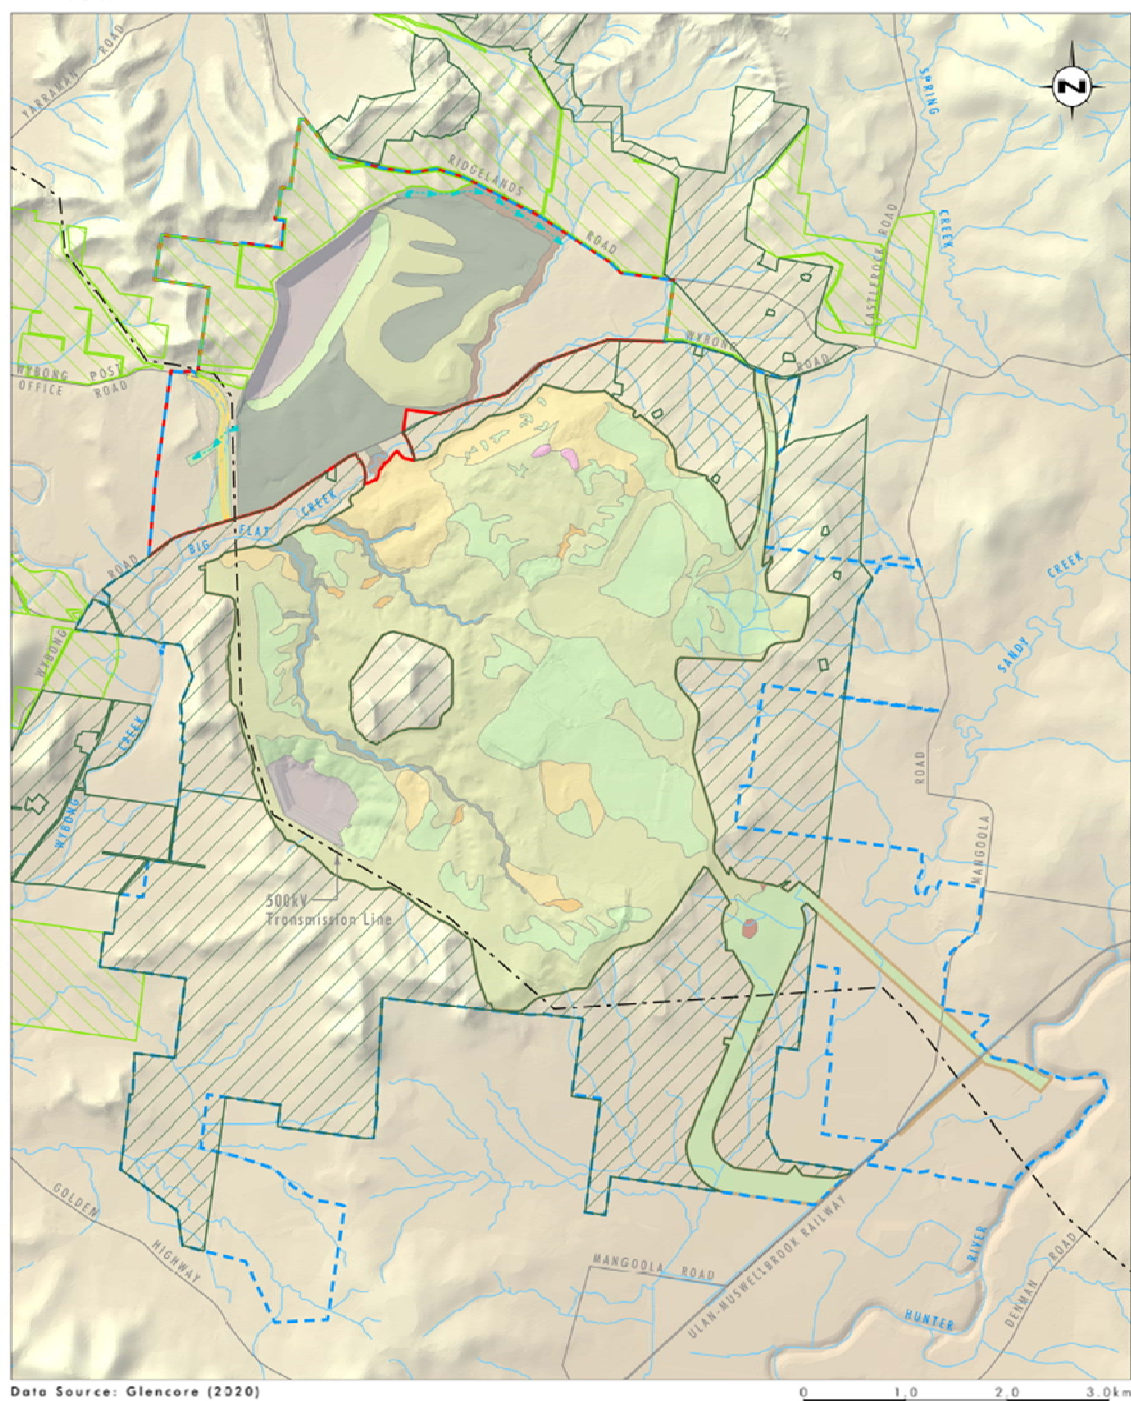 YARRAMAN ROAD
N
SPRING
CREEK
RIDGELANDS
ROAD
CASTLEROCK ROAD
WYBONG
ROAD
WYBONG POST
OFFICE ROAD
CREEK
BIG FLAT
ROAD
WYBONG
CREEK
SANDY
CREEK
WYBONG
ROAD
MANGOOLA
500kV
Transmission Line
GOLDEN
HIGHWAY
MANGOOLA ROAD
ULAN-MUSWELLBROOK RAILWAY
RIVER
HUNTER
DENMAN ROAD
Data Source: Glencore (2020)
0 1.0 2.0 3.0km